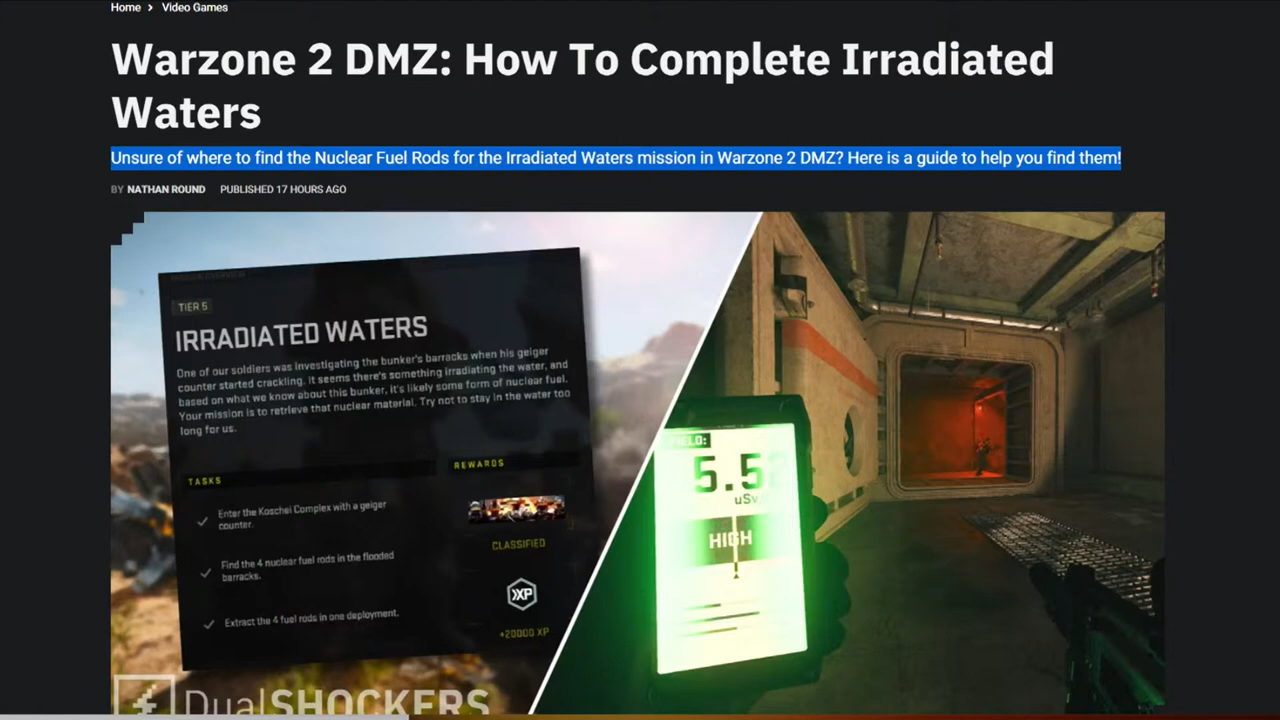 Home > Video Games
Warzone 2 DMZ: How To Complete Irradiated
Waters
Unsure of where to find the Nuclear Fuel Rods for the Irradiated Waters mission in Warzone 2 DMZ? Here is a guide to help you find them!
BY NATHAN ROUND PUBLISHED 17 HOURS AGO
TIER 5
IRRADIATED WATERS
One of our soldiers was investigating the bunker's barracks when his geiger
counter started crackling. It seems there's something irradiating the water, and
based on what we know about this bunker, it's likely some form of nuclear fuel.
Your mission is to retrieve that nuclear material. Try not to stay in the water too
long for us.
TASKS
REWARDS
Enter the Koschei Complex with a geiger
counter.
Find the 4 nuclear fuel rods in the flooded
barracks.
Extract the 4 fuel rods in one deployment.
CLASSIFIED
XP
+20000 XP
5.52
uSv
HIGH
DualSHOCKERS